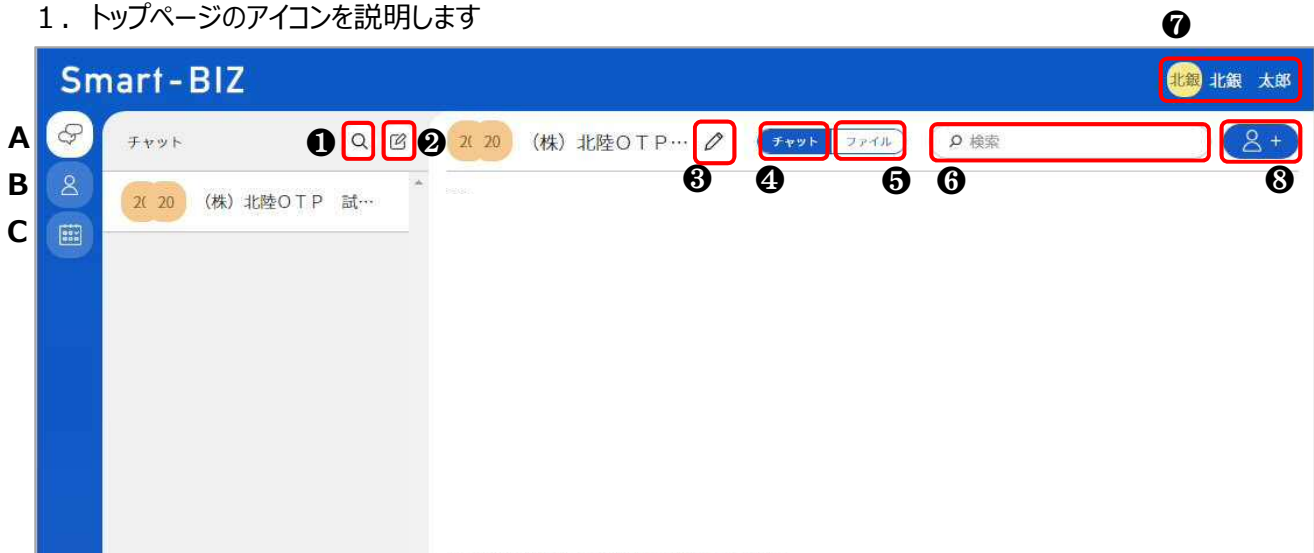 １．トップページのアイコンを説明します
❼
Smart-BIZ
北銀 北銀　太郎
A
チャット ❶ ❷
20 20 （株）北陸ＯＴＰ… ❸
チャット ❹ ファイル ❺
検索 ❻
❽
B
20 20 （株）北陸ＯＴＰ　試…
C